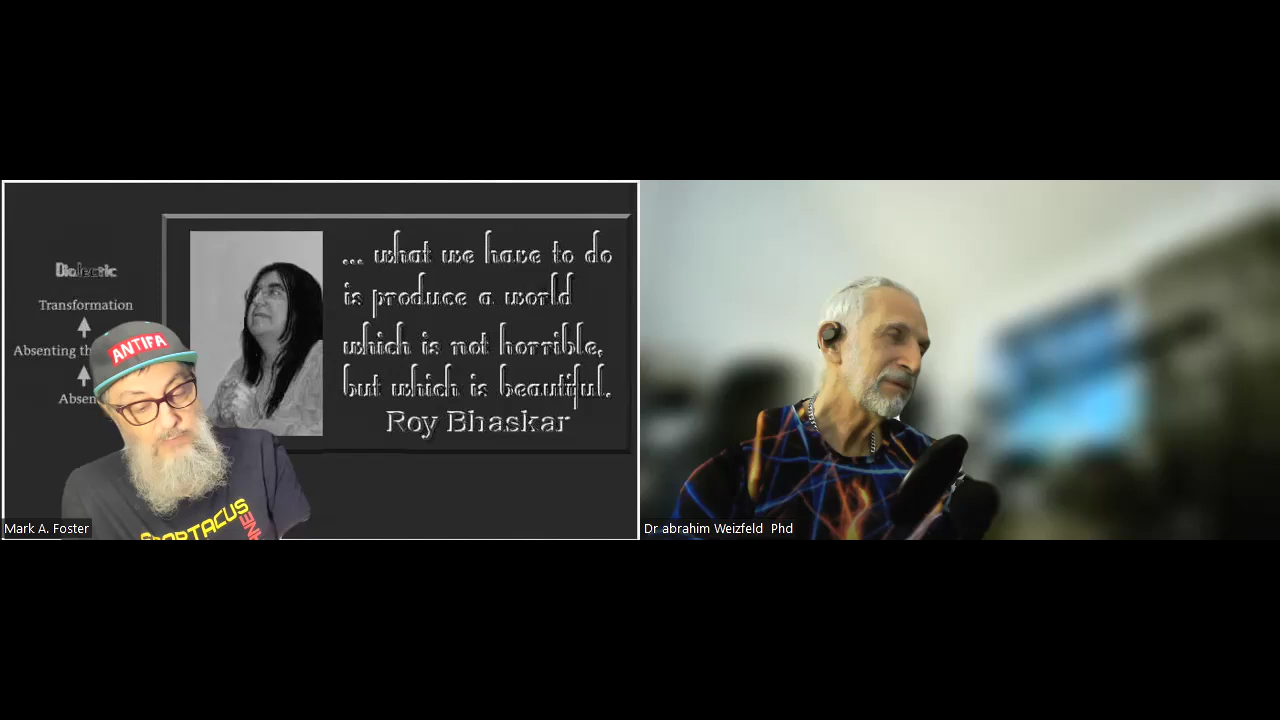 Dialectic
Transformation
Absenting th
Absen
... what we have to do
is produce a world
which is not horrible,
but which is beautiful.
Roy Bhaskar
ANTIFA
SPARTACUS
Mark A. Foster
Dr abrahim Weizfeld Phd